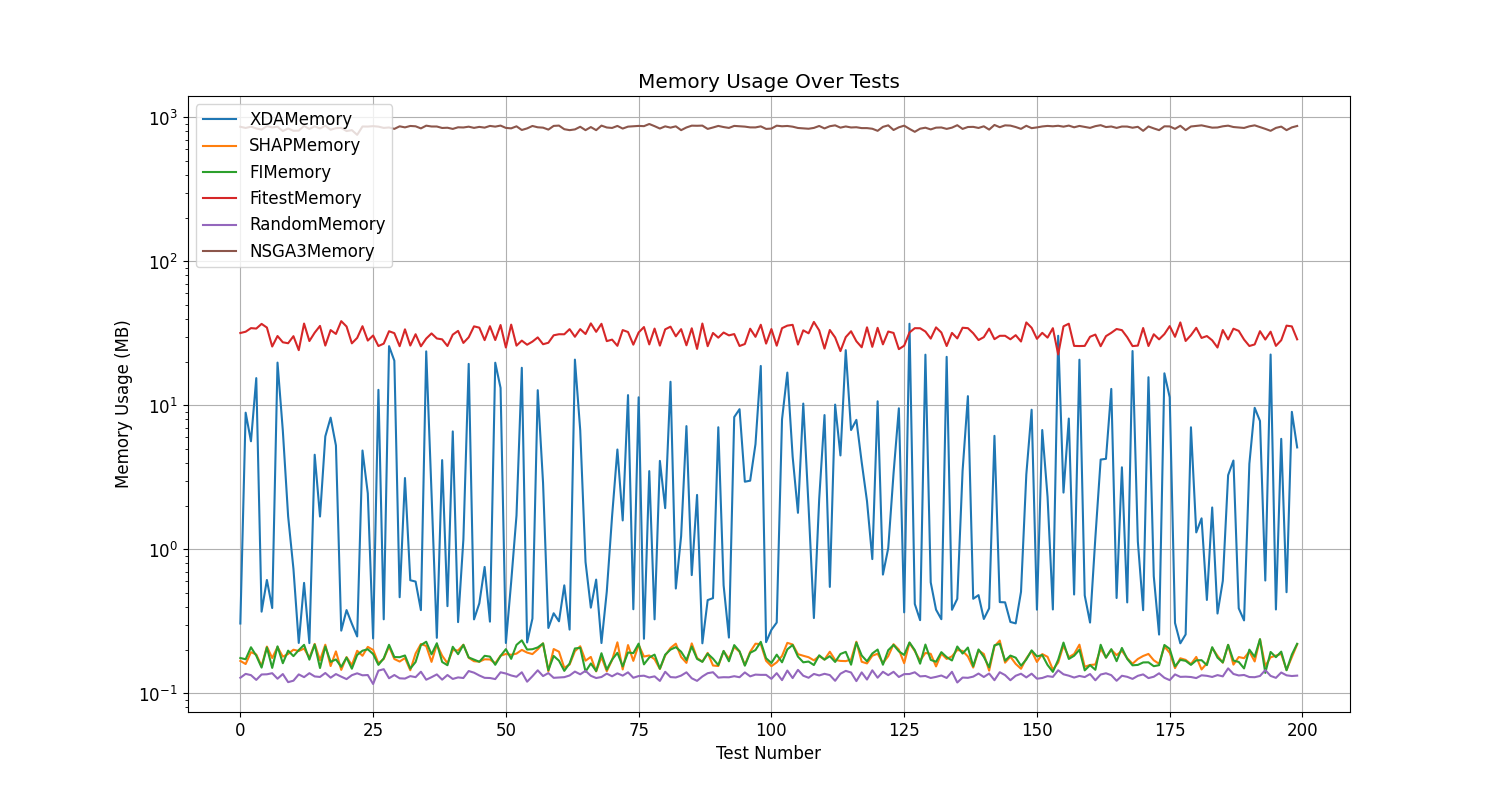 Memory Usage Over Tests
XDAMemory
SHAPMemory
FIMemory
FitestMemory
RandomMemory
NSGA3Memory
10³
10²
10¹
10⁰
10⁻¹
Memory Usage (MB)
0 25 50 75 100 125 150 175 200
Test Number